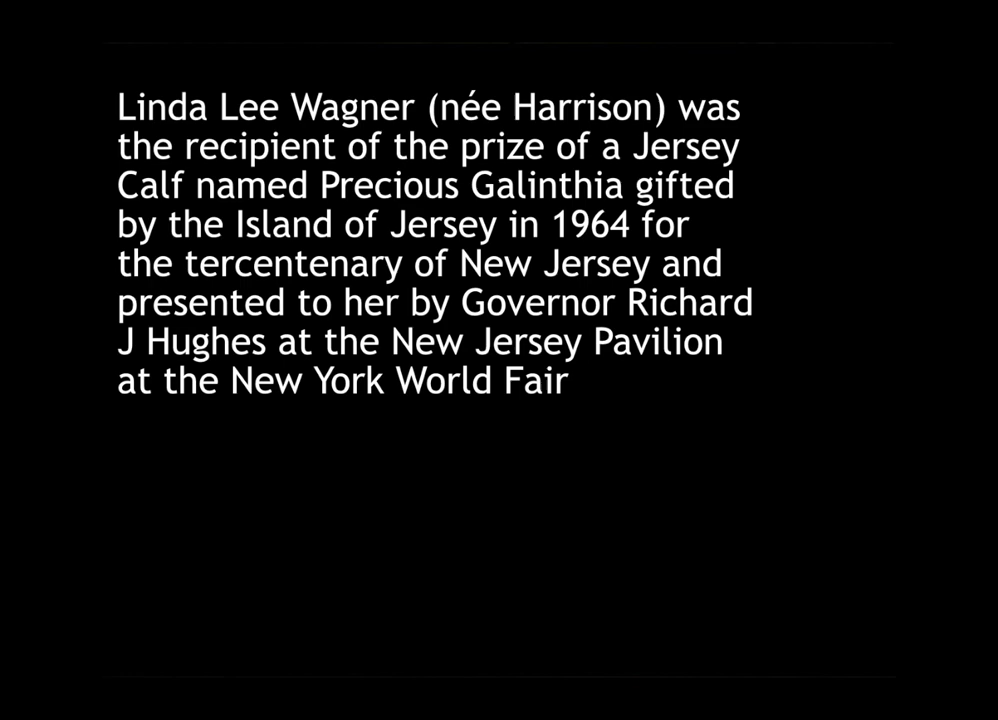 Linda Lee Wagner (née Harrison) was
the recipient of the prize of a Jersey
Calf named Precious Galinthia gifted
by the Island of Jersey in 1964 for
the tercentenary of New Jersey and
presented to her by Governor Richard
J Hughes at the New Jersey Pavilion
at the New York World Fair